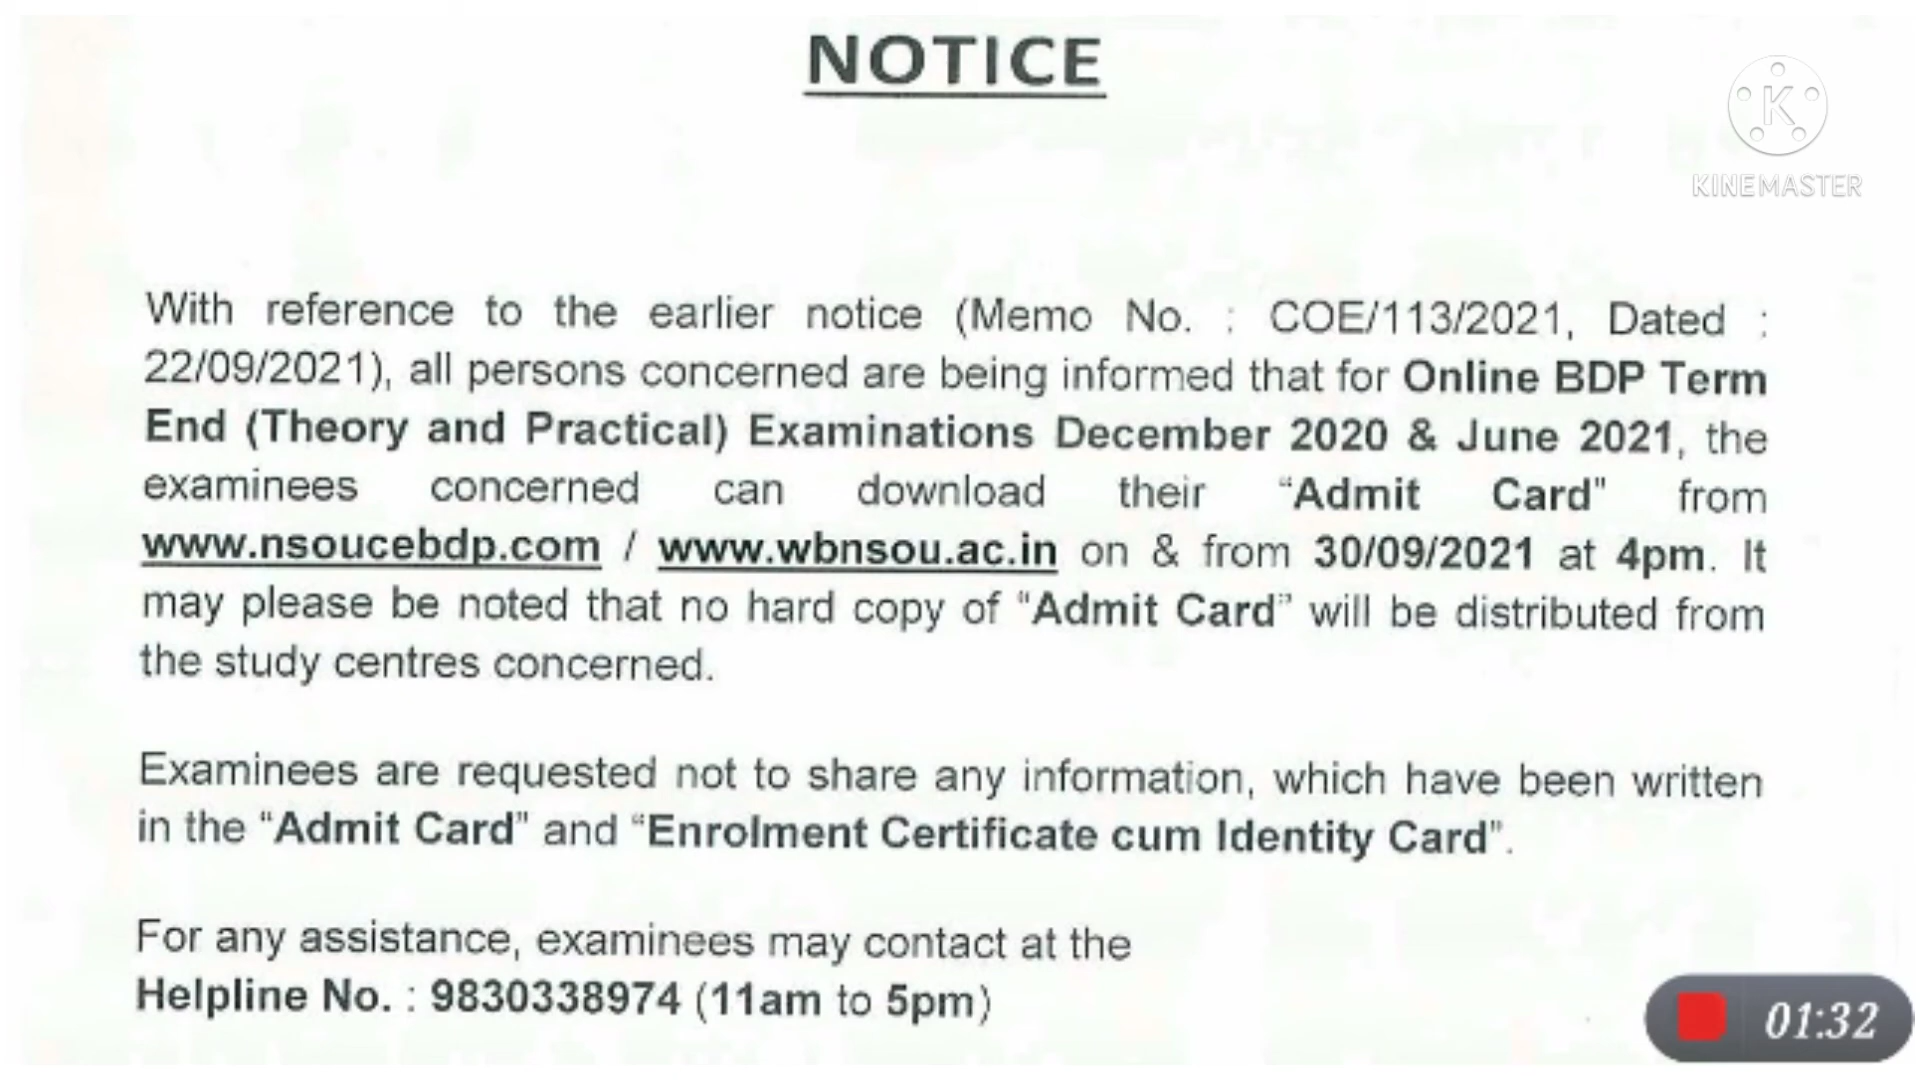 NOTICE
K
KINEMASTER
With reference to the earlier notice (Memo No. : COE/113/2021, Dated :
22/09/2021), all persons concerned are being informed that for Online BDP Term
End (Theory and Practical) Examinations December 2020 & June 2021, the
examinees concerned can download their “Admit Card” from
www.nsoucebdp.com / www.wbnsou.ac.in on & from 30/09/2021 at 4pm. It
may please be noted that no hard copy of “Admit Card” will be distributed from
the study centres concerned.
Examinees are requested not to share any information, which have been written
in the “Admit Card” and “Enrolment Certificate cum Identity Card”.
For any assistance, examinees may contact at the
Helpline No. : 9830338974 (11am to 5pm)
01:32